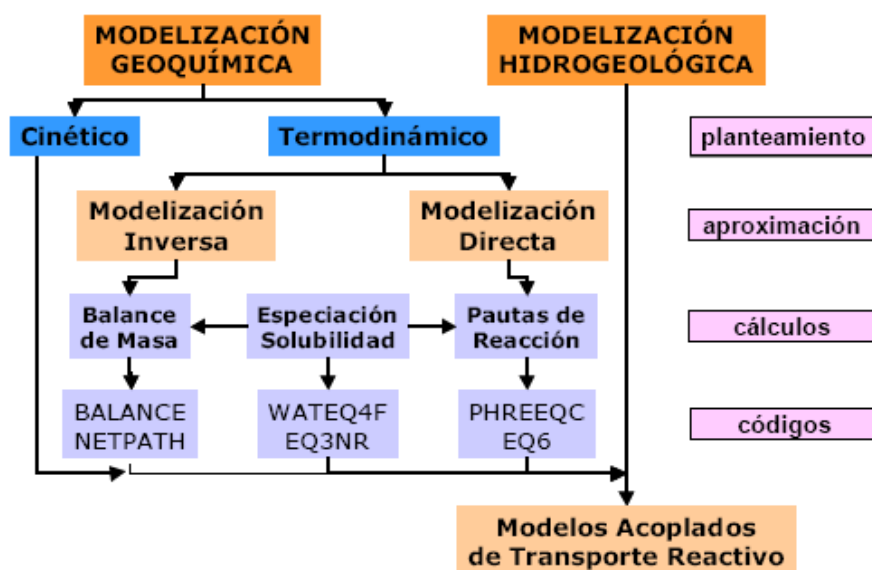 MODELIZACIÓN
GEOQUÍMICA
MODELIZACIÓN
HIDROGEOLÓGICA
Cinético
Termodinámico
planteamiento
Modelización
Inversa
Modelización
Directa
aproximación
Balance
de Masa
Especiación
Solubilidad
Pautas de
Reacción
cálculos
BALANCE
NETPATH
WATEQ4F
EQ3NR
PHREEQC
EQ6
códigos
Modelos Acoplados
de Transporte Reactivo